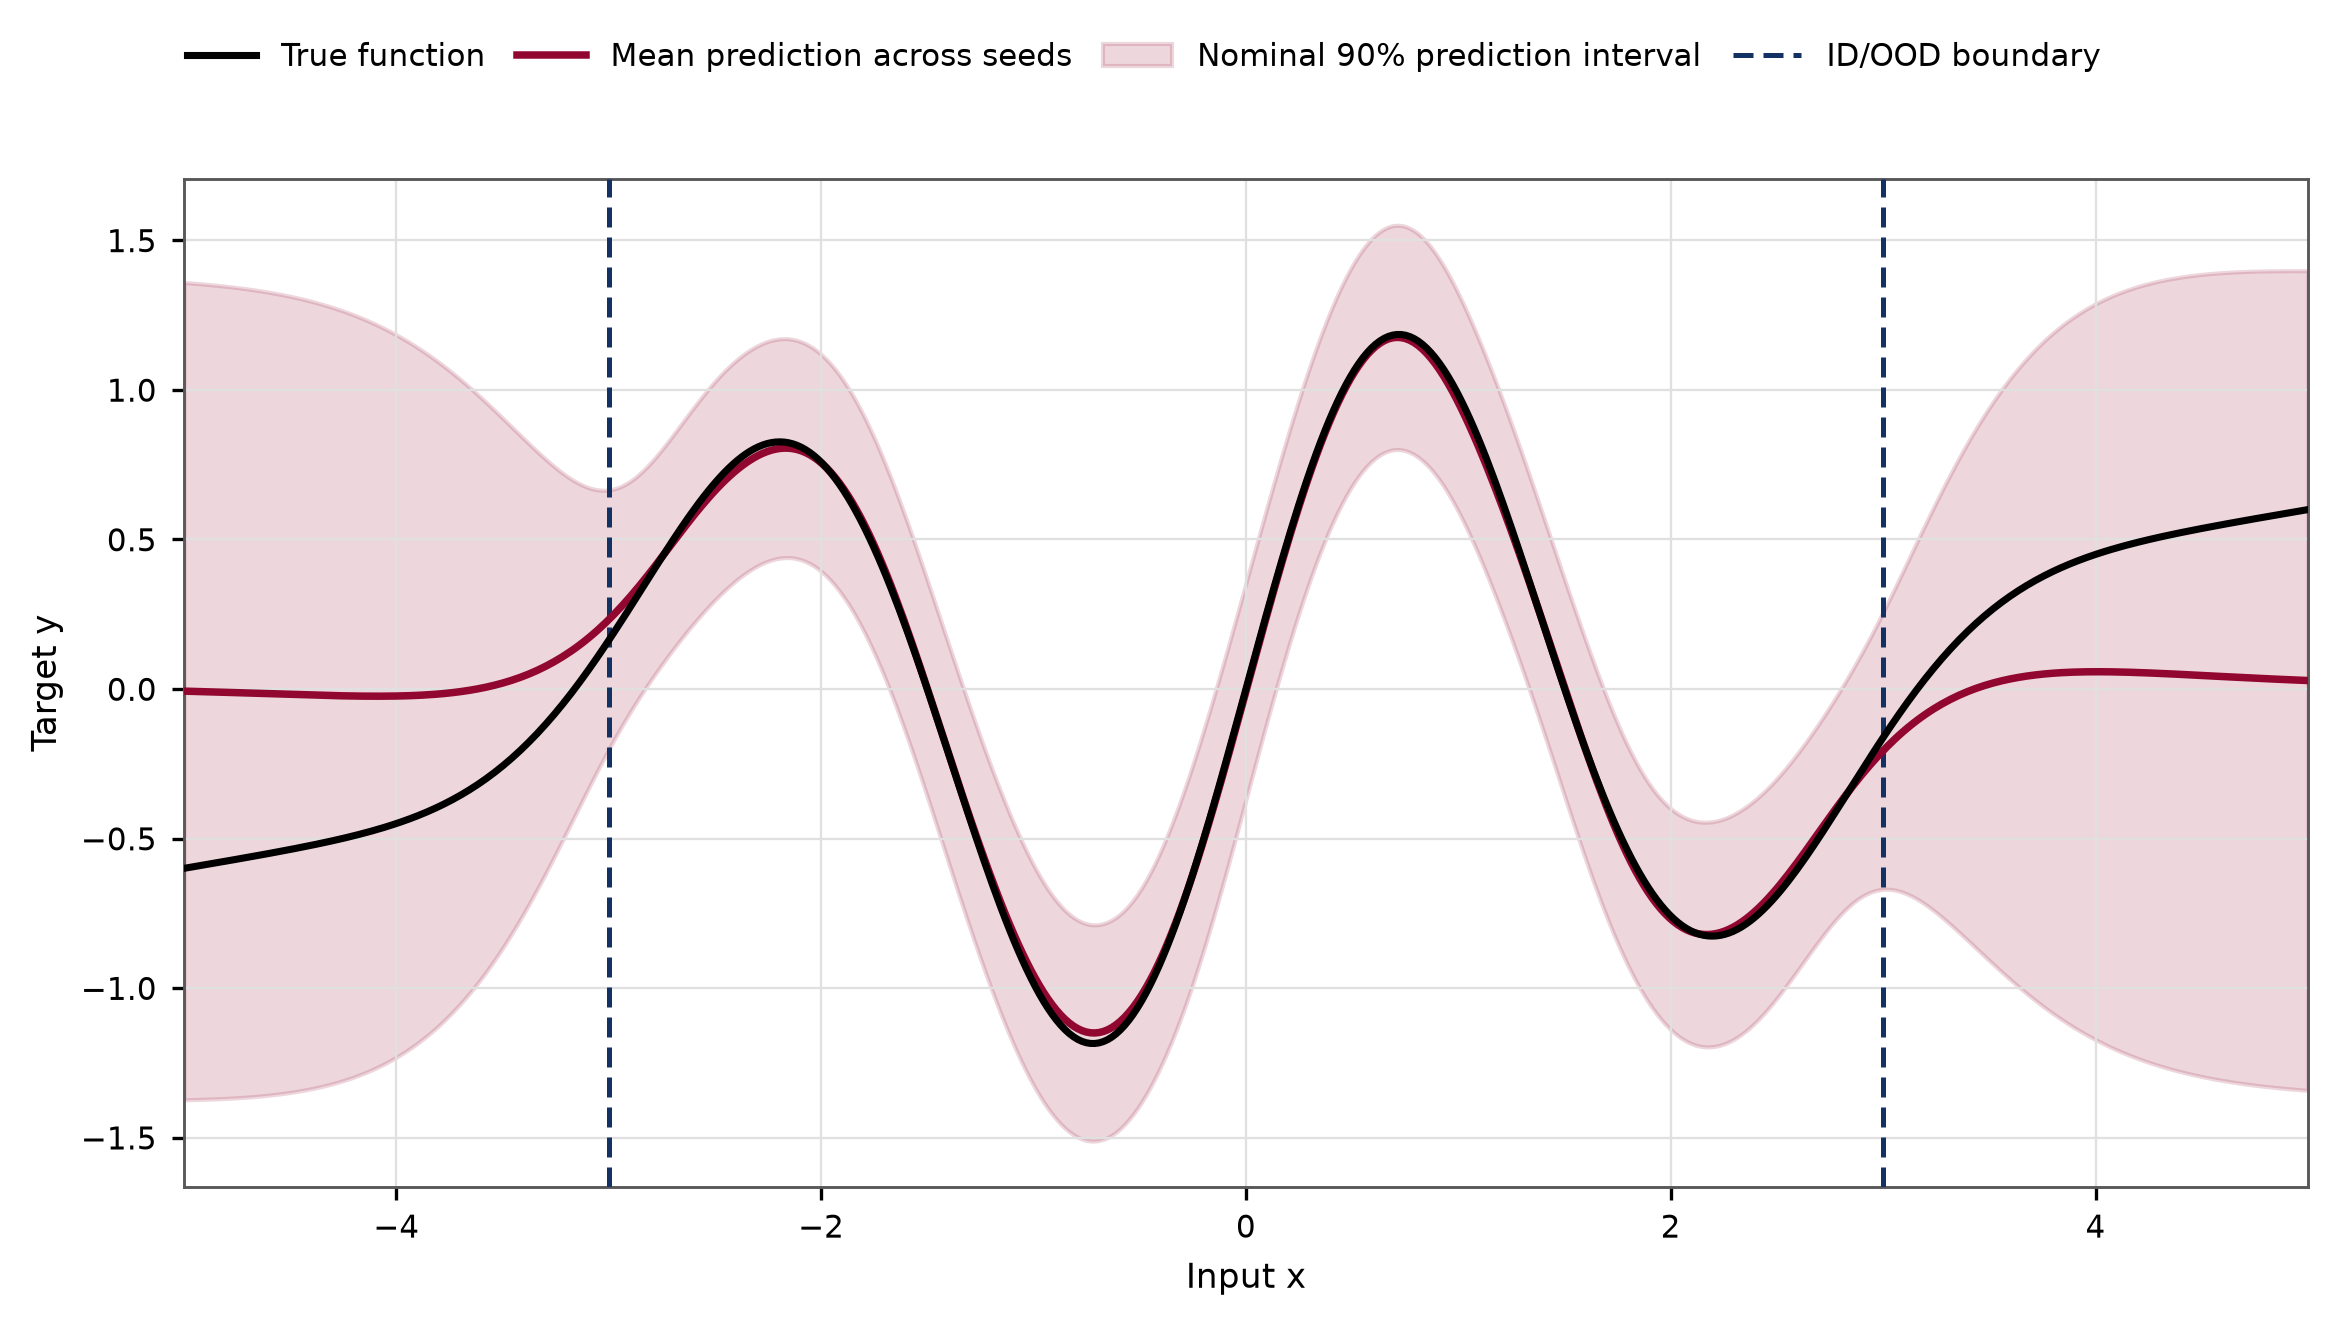 True function Mean prediction across seeds Nominal 90% prediction interval ID/OOD boundary
1.5
1.0
0.5
0.0
−0.5
−1.0
−1.5
Target y
−4 −2 0 2 4
Input x